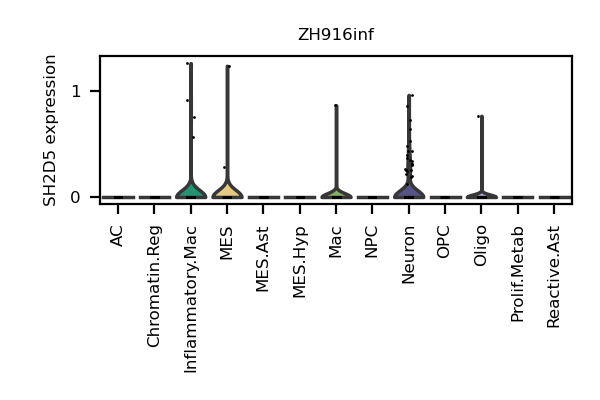 ZH916inf
SH2D5 expression
1
0
AC
Chromatin.Reg
Inflammatory.Mac
MES
MES.Ast
MES.Hyp
Mac
NPC
Neuron
OPC
Oligo
Prolif.Metab
Reactive.Ast